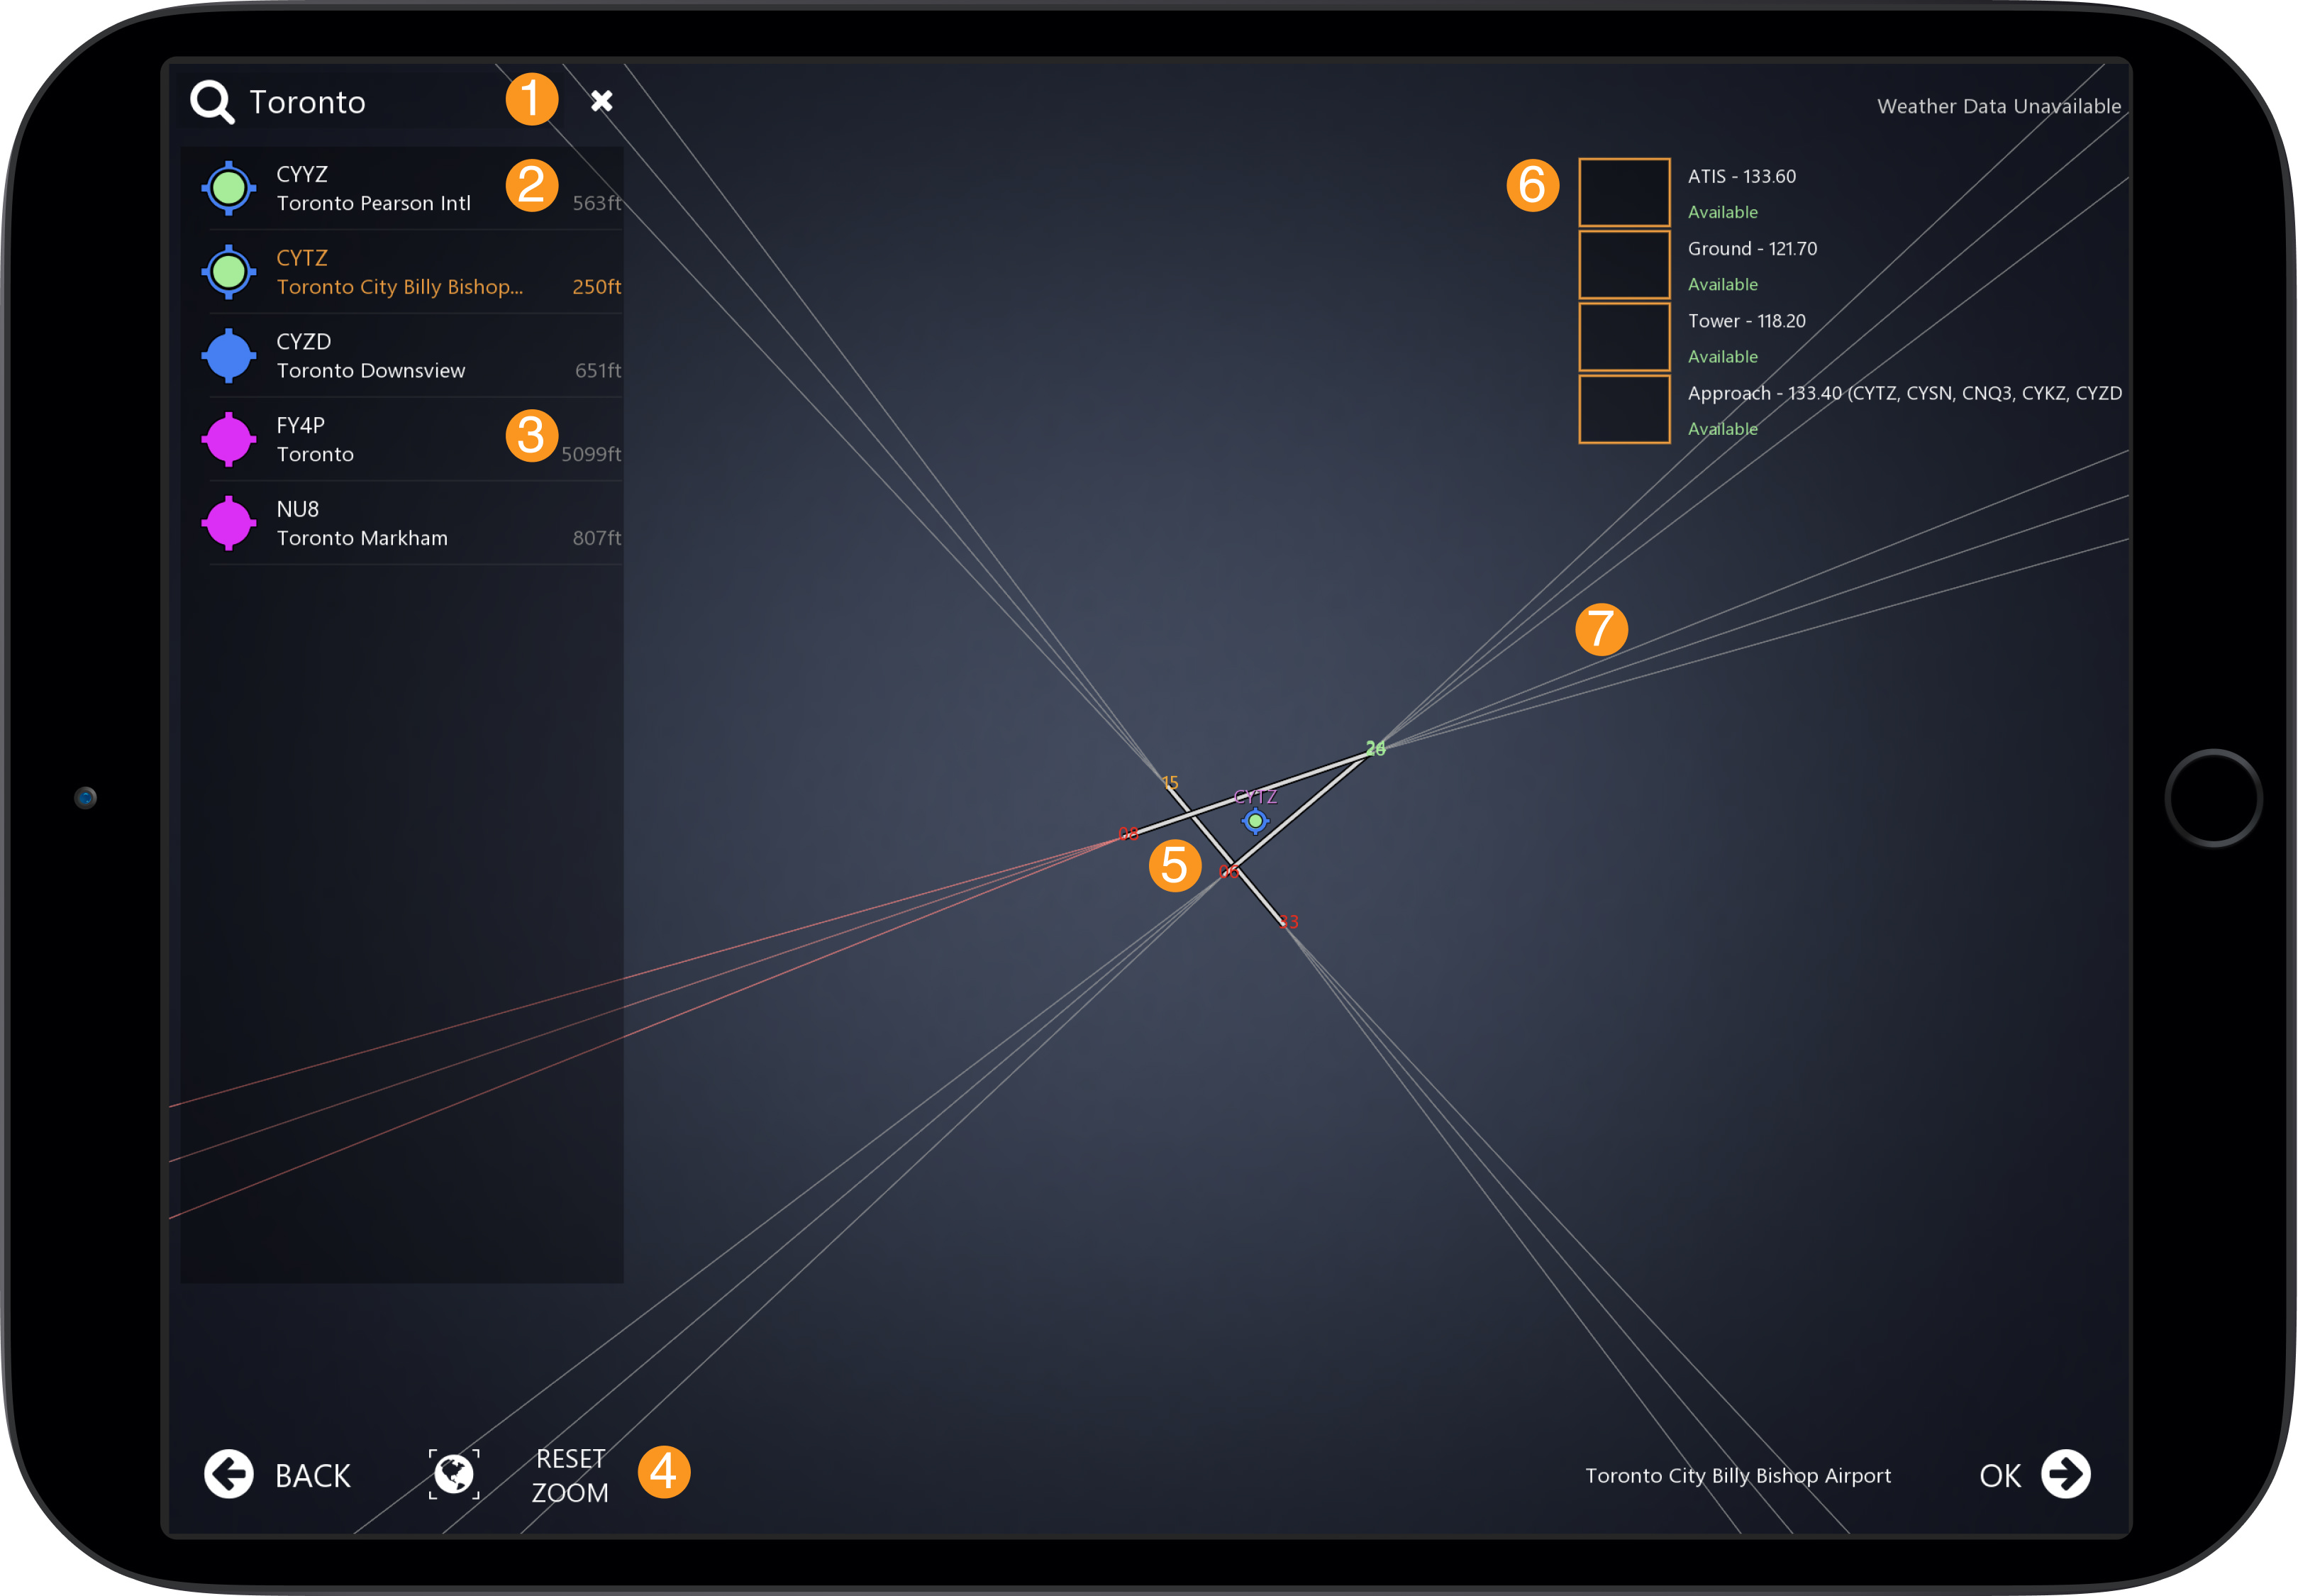 Toronto
1
Weather Data Unavailable
CYYZ
Toronto Pearson Intl
563ft
2
CYTZ
Toronto City Billy Bishop...
250ft
CYZD
Toronto Downsview
651ft
FY4P
Toronto
5099ft
3
NU8
Toronto Markham
807ft
6
ATIS - 133.60
Available
Ground - 121.70
Available
Tower - 118.20
Available
Approach - 133.40 (CYTZ, CYSN, CNQ3, CYKZ, CYZD
Available
7
15
CYTZ
08
5
33
BACK
RESET
ZOOM
4
Toronto City Billy Bishop Airport
OK